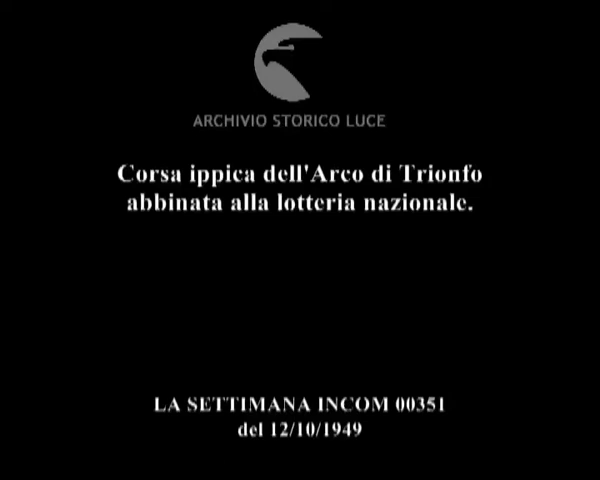 ARCHIVIO STORICO LUCE
Corsa ippica dell'Arco di Trionfo
abbinata alla lotteria nazionale.
LA SETTIMANA INCOM 00351
del 12/10/1949